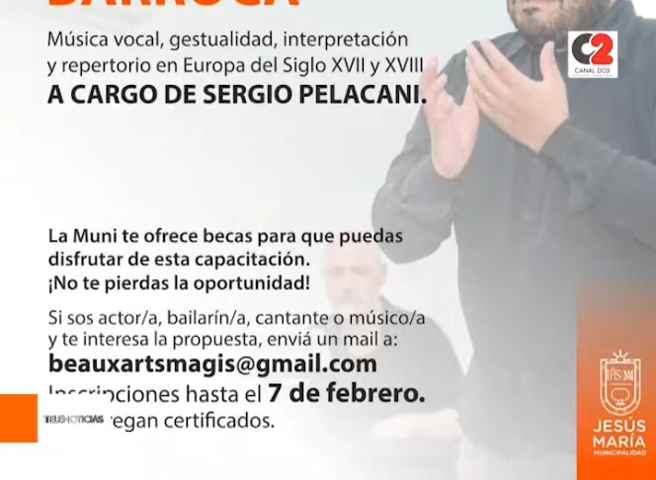 BARROCA
Música vocal, gestualidad, interpretación
y repertorio en Europa del Siglo XVII y XVIII
A CARGO DE SERGIO PELACANI.
C2
CANAL DOS
La Muni te ofrece becas para que puedas
disfrutar de esta capacitación.
¡No te pierdas la oportunidad!
Si sos actor/a, bailarín/a, cantante o músico/a
y te interesa la propuesta, enviá un mail a:
beauxartsmagis@gmail.com
Inscripciones hasta el 7 de febrero.
egan certificados.
JESÚS
MARÍA
MUNICIPALIDAD